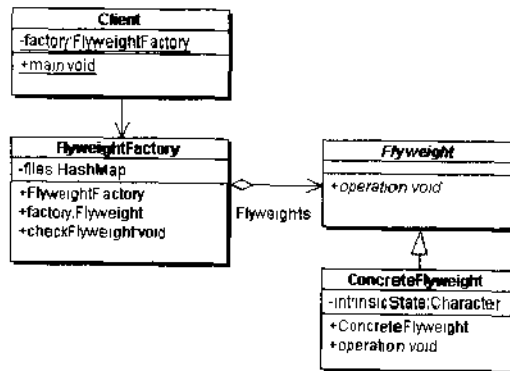 Client
-factory:FlyweightFactory
+main:void
FlyweightFactory
-flies:HashMap
+FlyweightFactory
+factory:Flyweight
+checkFlyweight:void
Flyweights
Flyweight
+operation:void
ConcreteFlyweight
-intrinsicState:Character
+ConcreteFlyweight
+operation:void